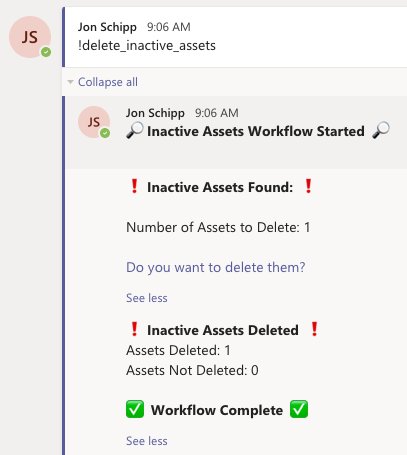 JS
Jon Schipp 9:06 AM
!delete_inactive_assets
Collapse all
JS
Jon Schipp 9:06 AM
🔎 Inactive Assets Workflow Started 🔎
❗ Inactive Assets Found: ❗
Number of Assets to Delete: 1
Do you want to delete them?
See less
❗ Inactive Assets Deleted ❗
Assets Deleted: 1
Assets Not Deleted: 0
✅ Workflow Complete ✅
See less